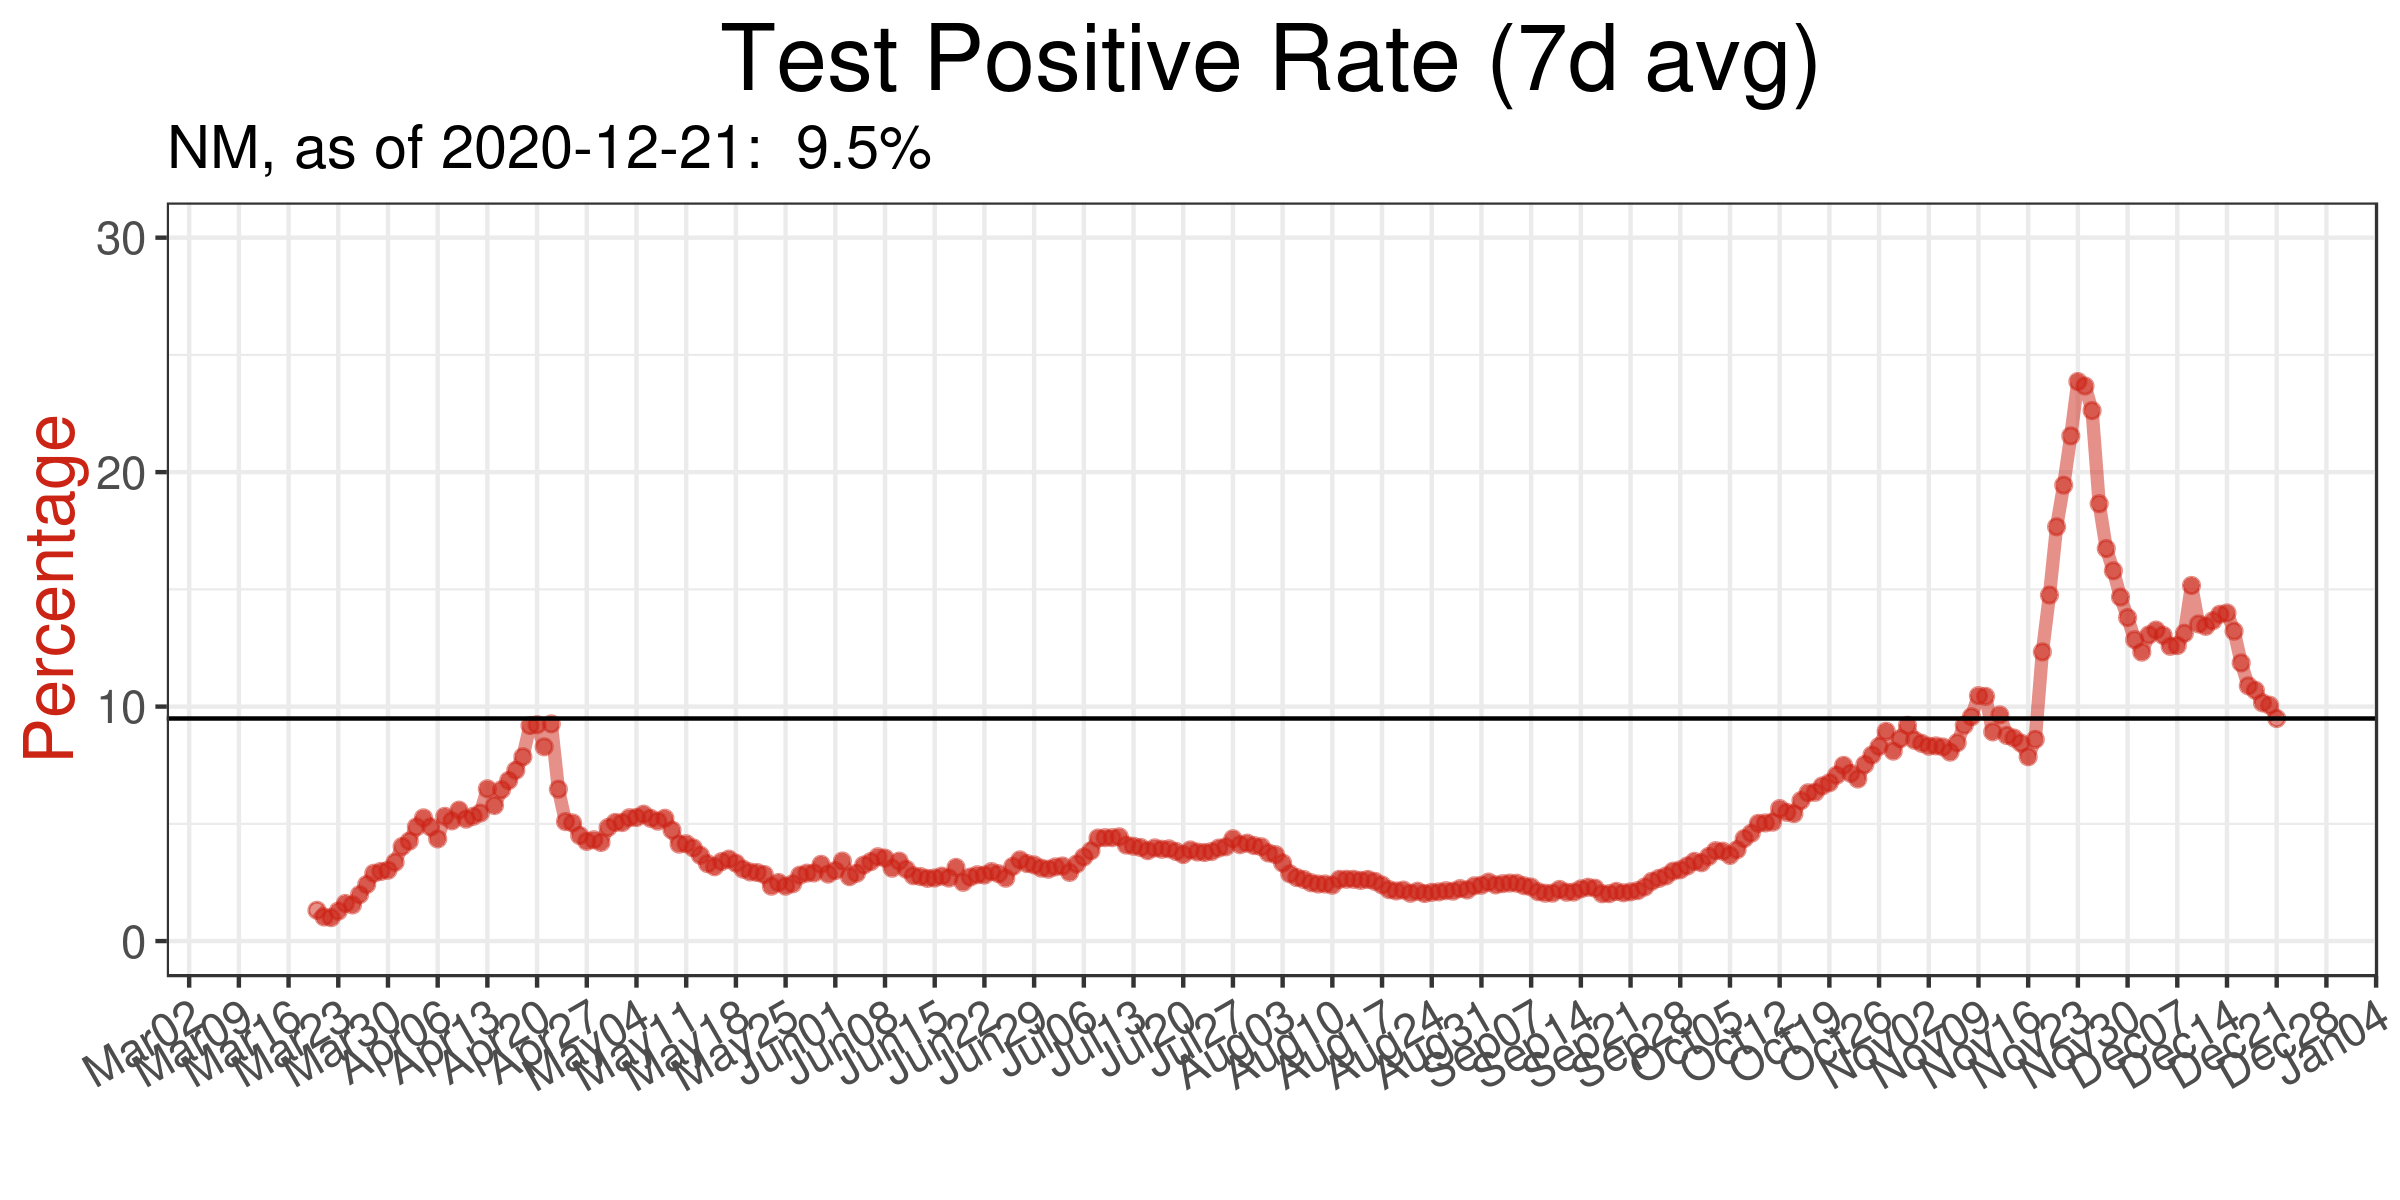 Test Positive Rate (7d avg)
NM, as of 2020-12-21:  9.5%
Percentage
30
20
10
0
Mar02
Mar09
Mar16
Mar23
Mar30
Apr06
Apr13
Apr20
Apr27
May04
May11
May18
May25
Jun01
Jun08
Jun15
Jun22
Jun29
Jul06
Jul13
Jul20
Jul27
Aug03
Aug10
Aug17
Aug24
Aug31
Sep07
Sep14
Sep21
Sep28
Oct05
Oct12
Oct19
Oct26
Nov02
Nov09
Nov16
Nov23
Nov30
Dec07
Dec14
Dec21
Dec28
Jan04